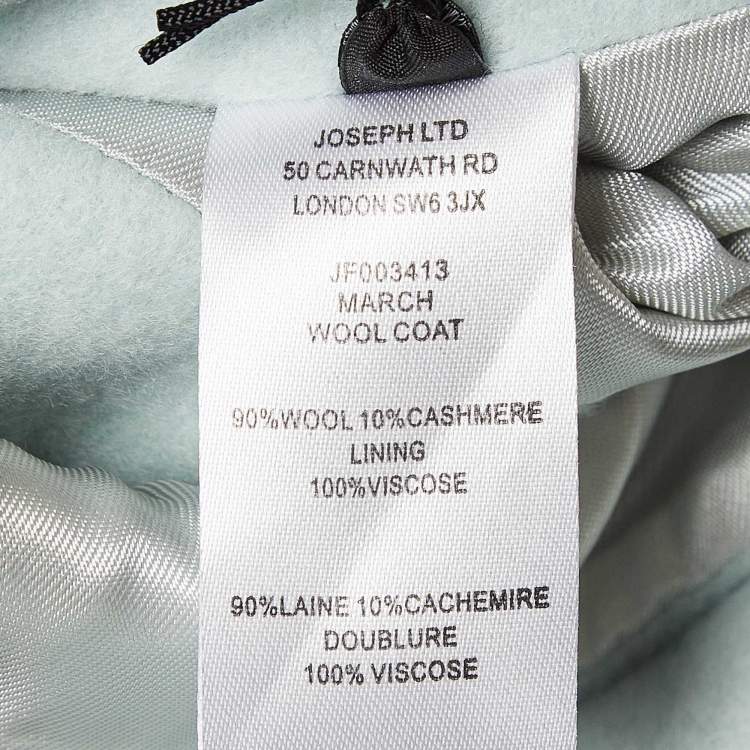 JOSEPH LTD
50 CARNWATH RD
LONDON SW6 3JX
JF003413
MARCH
WOOL COAT
90%WOOL 10%CASHMERE
LINING
100%VISCOSE
90%LAINE 10%CACHEMIRE
DOUBLURE
100% VISCOSE